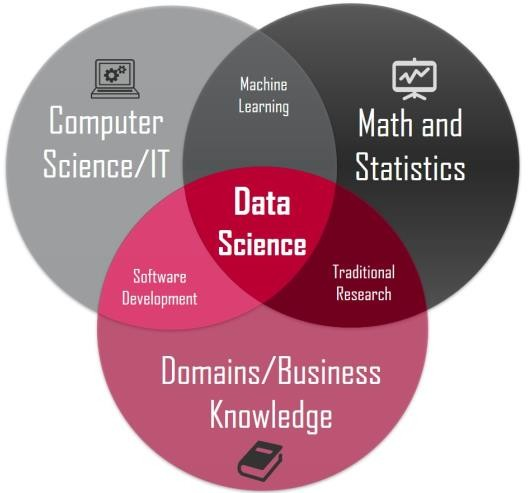 Machine
Learning
Computer
Science/IT
Math and
Statistics
Data
Science
Software
Development
Traditional
Research
Domains/Business
Knowledge